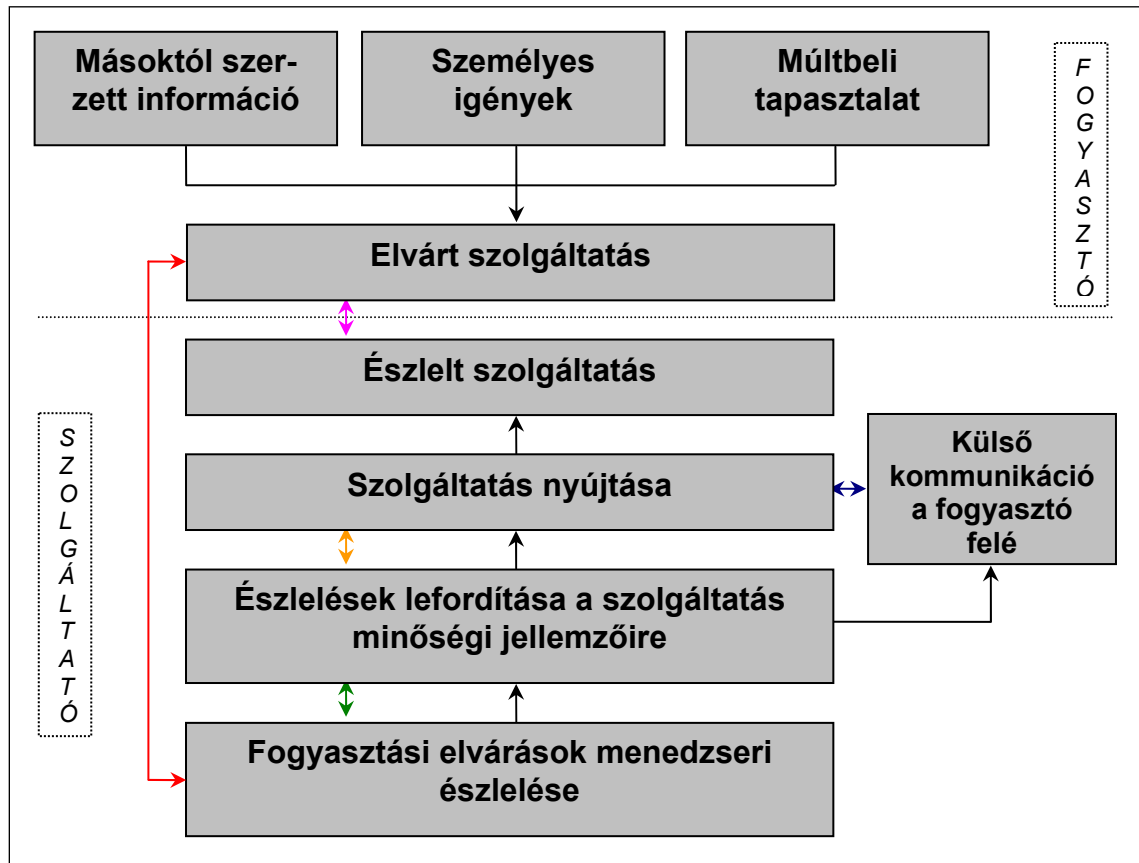 Másoktól szer-
zett információ
Személyes
igények
Múltbeli
tapasztalat
F
O
G
Y
A
S
Z
T
Ó
Elvárt szolgáltatás
Észlelt szolgáltatás
S
Z
O
L
G
Á
L
T
A
T
Ó
Szolgáltatás nyújtása
Külső
kommunikáció
a fogyasztó
felé
Észlelések lefordítása a szolgáltatás
minőségi jellemzőire
Fogyasztási elvárások menedzseri
észlelése